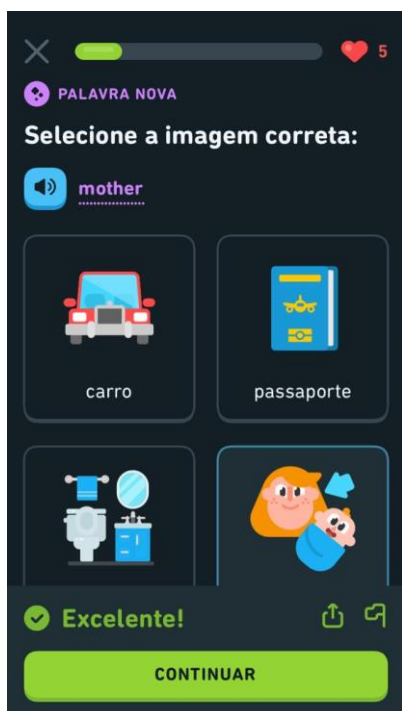 5
PALAVRA NOVA
Selecione a imagem correta:
mother
carro
passaporte
Excelente!
CONTINUAR